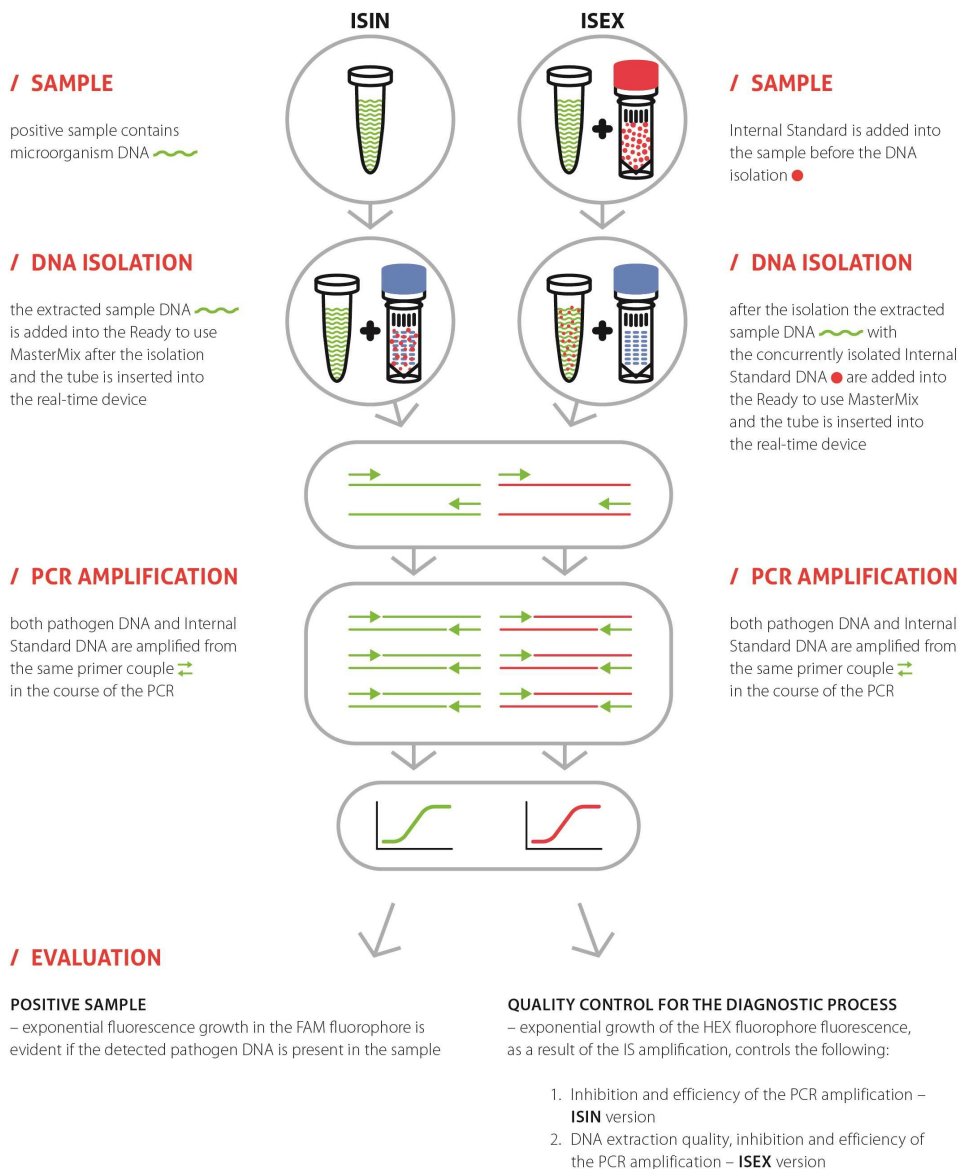 ISIN
ISEX
/ SAMPLE
positive sample contains
microorganism DNA
/ SAMPLE
Internal Standard is added into
the sample before the DNA
isolation
/ DNA ISOLATION
the extracted sample DNA
is added into the Ready to use
MasterMix after the isolation
and the tube is inserted into
the real-time device
/ DNA ISOLATION
after the isolation the extracted
sample DNA with
the concurrently isolated Internal
Standard DNA are added into
the Ready to use MasterMix
and the tube is inserted into
the real-time device
/ PCR AMPLIFICATION
both pathogen DNA and Internal
Standard DNA are amplified from
the same primer couple
in the course of the PCR
/ PCR AMPLIFICATION
both pathogen DNA and Internal
Standard DNA are amplified from
the same primer couple
in the course of the PCR
/ EVALUATION
POSITIVE SAMPLE
– exponential fluorescence growth in the FAM fluorophore is
evident if the detected pathogen DNA is present in the sample
QUALITY CONTROL FOR THE DIAGNOSTIC PROCESS
– exponential growth of the HEX fluorophore fluorescence,
as a result of the IS amplification, controls the following:
1. Inhibition and efficiency of the PCR amplification –
ISIN version
2. DNA extraction quality, inhibition and efficiency of
the PCR amplification – ISEX version